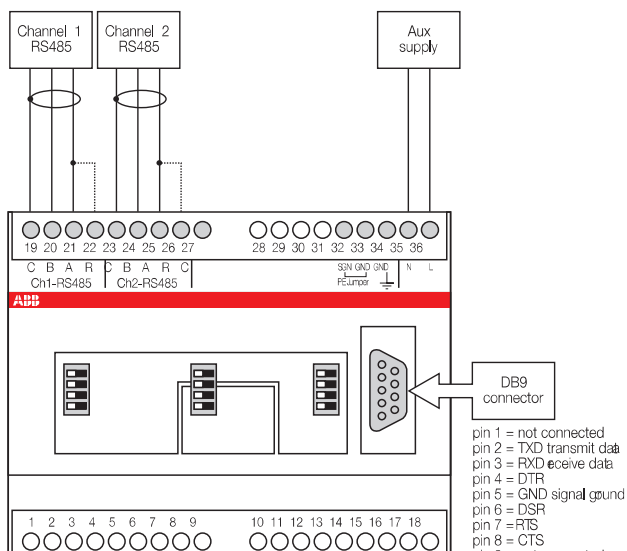 Channel 1
RS485
Channel 2
RS485
Aux
supply
19 20 21 22 23 24 25 26 27
28 29 30 31 32 33 34 35 36
C B A R C B A R C
SGN GND GND N L
Ch1-RS485 Ch2-RS485
PEJumper
ABB
DB9
connector
pin 1 = not connected
pin 2 = TXD transmit data
pin 3 = RXD receive data
pin 4 = DTR
pin 5 = GND signal ground
pin 6 = DSR
pin 7 =RTS
pin 8 = CTS
1 2 3 4 5 6 7 8 9
10 11 12 13 14 15 16 17 18